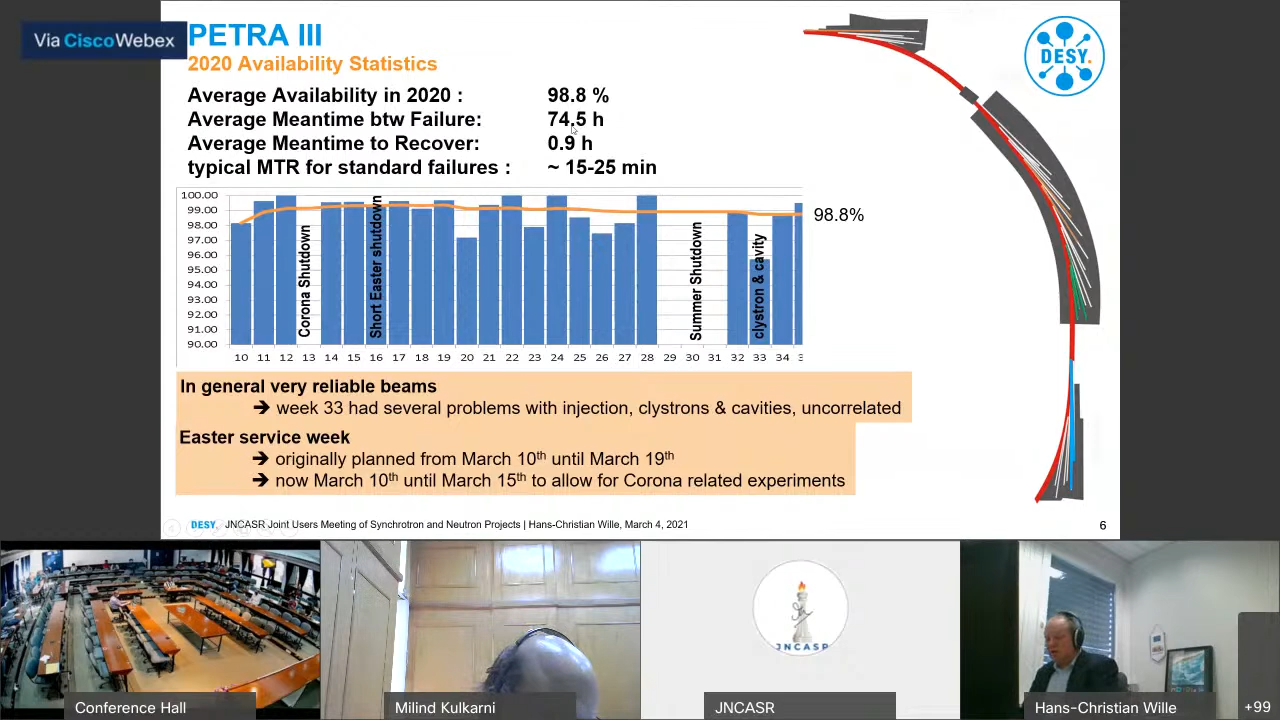 Via CiscoWebex
PETRA III
2020 Availability Statistics
DESY.
Average Availability in 2020 : 98.8 %
Average Meantime btw Failure: 74.5 h
Average Meantime to Recover: 0.9 h
typical MTR for standard failures : ~ 15-25 min
100.00
99.00
98.00
97.00
96.00
95.00
94.00
93.00
92.00
91.00
90.00
Corona Shutdown
Short Easter shutdown
Summer Shutdown
clystron & cavity
98.8%
10 11 12 13 14 15 16 17 18 19 20 21 22 23 24 25 26 27 28 29 30 31 32 33 34 3
In general very reliable beams
➔ week 33 had several problems with injection, clystrons & cavities, uncorrelated
Easter service week
➔ originally planned from March 10th until March 19th
➔ now March 10th until March 15th to allow for Corona related experiments
DESY. JNCASR Joint Users Meeting of Synchrotron and Neutron Projects | Hans-Christian Wille, March 4, 2021
6
JNCASR
Conference Hall
Milind Kulkarni
JNCASR
Hans-Christian Wille
+99